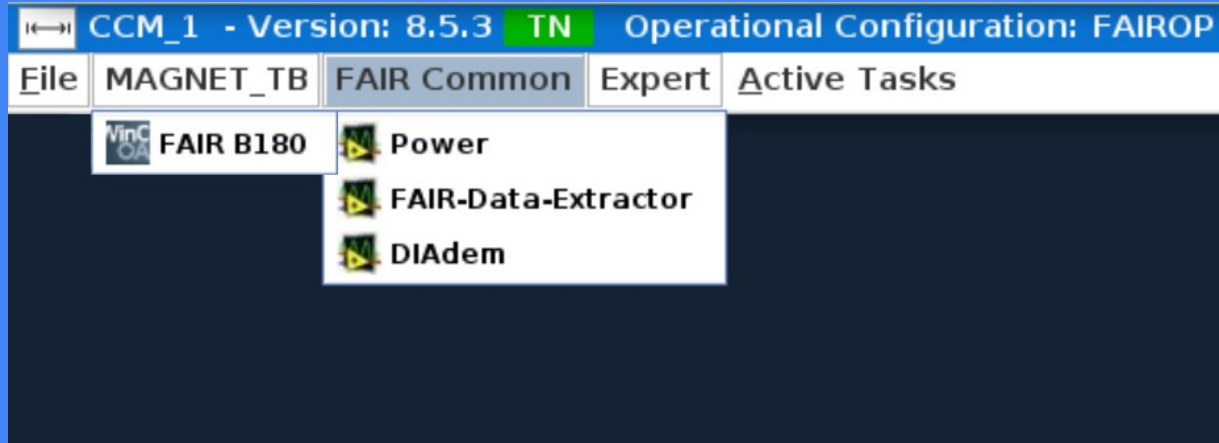 CCM_1 - Version: 8.5.3 TN Operational Configuration: FAIROP
File MAGNET_TB FAIR Common Expert Active Tasks
WinC OA FAIR B180 Power
FAIR-Data-Extractor
DIAdem